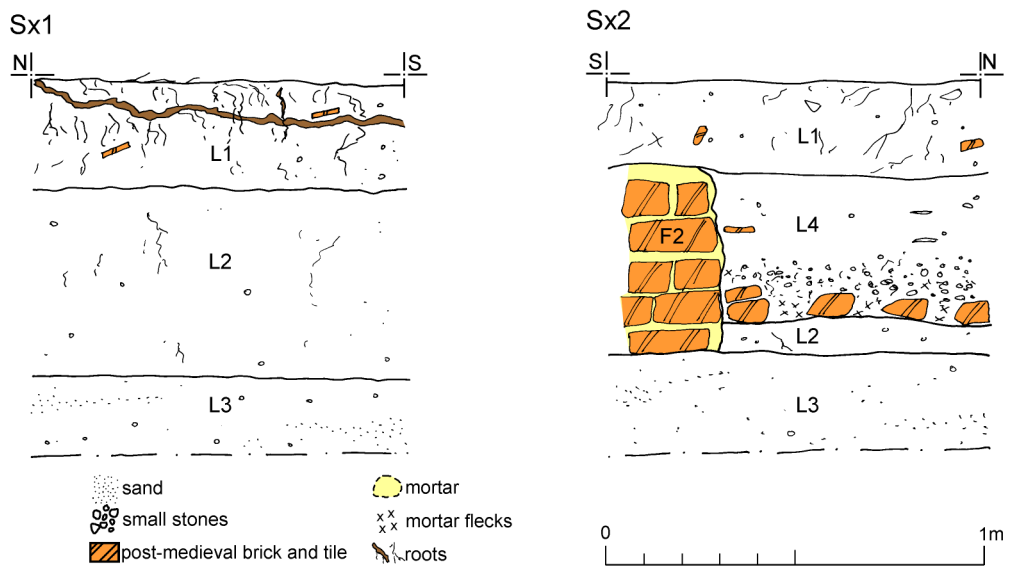 Sx1
N S
L1
L2
L3
Sx2
S N
L1
L4
F2
L2
L3
sand
small stones
post-medieval brick and tile
mortar
mortar flecks
roots
0 1m